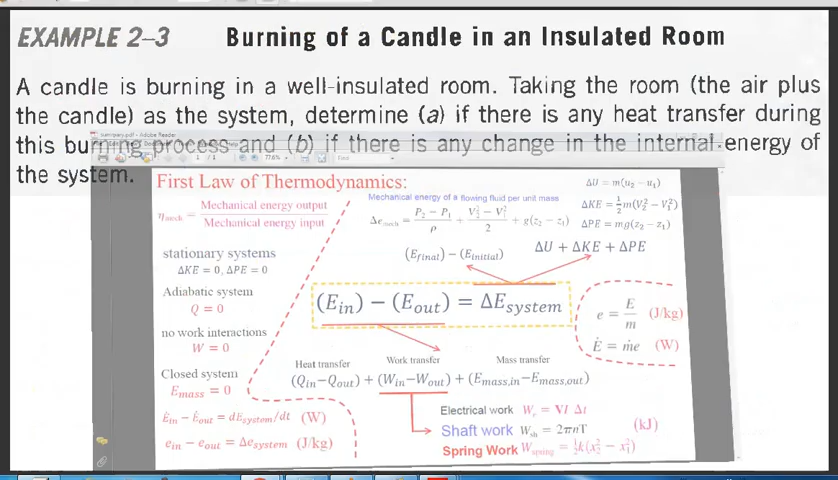 EXAMPLE 2–3 Burning of a Candle in an Insulated Room
A candle is burning in a well-insulated room. Taking the room (the air plus
the candle) as the system, determine (a) if there is any heat transfer during
this burning process and (b) if there is any change in the internal energy of
the system.
First Law of Thermodynamics:
η_mech = Mechanical energy output / Mechanical energy input
Mechanical energy of a flowing fluid per unit mass
Δe_mech = (P₂ − P₁)/ρ + (V₂² − V₁²)/2 + g(z₂ − z₁)
ΔU = m(u₂ − u₁)
ΔKE = ½m(V₂² − V₁²)
ΔPE = mg(z₂ − z₁)
stationary systems
ΔKE = 0, ΔPE = 0
(E_final) − (E_initial)
ΔU + ΔKE + ΔPE
Adiabatic system
Q = 0
(E_in) − (E_out) = ΔE_system
e = E/m (J/kg)
Ė = ṁe (W)
no work interactions
W = 0
Closed system
E_mass = 0
Heat transfer Work transfer Mass transfer
(Q_in−Q_out) + (W_in−W_out) + (E_mass,in−E_mass,out)
Ė_in − Ė_out = dE_system/dt (W)
e_in − e_out = Δe_system (J/kg)
Electrical work W_e = VI Δt
Shaft work W_sh = 2πnT (kJ)
Spring Work W_spring = ½k(x₂² − x₁²)